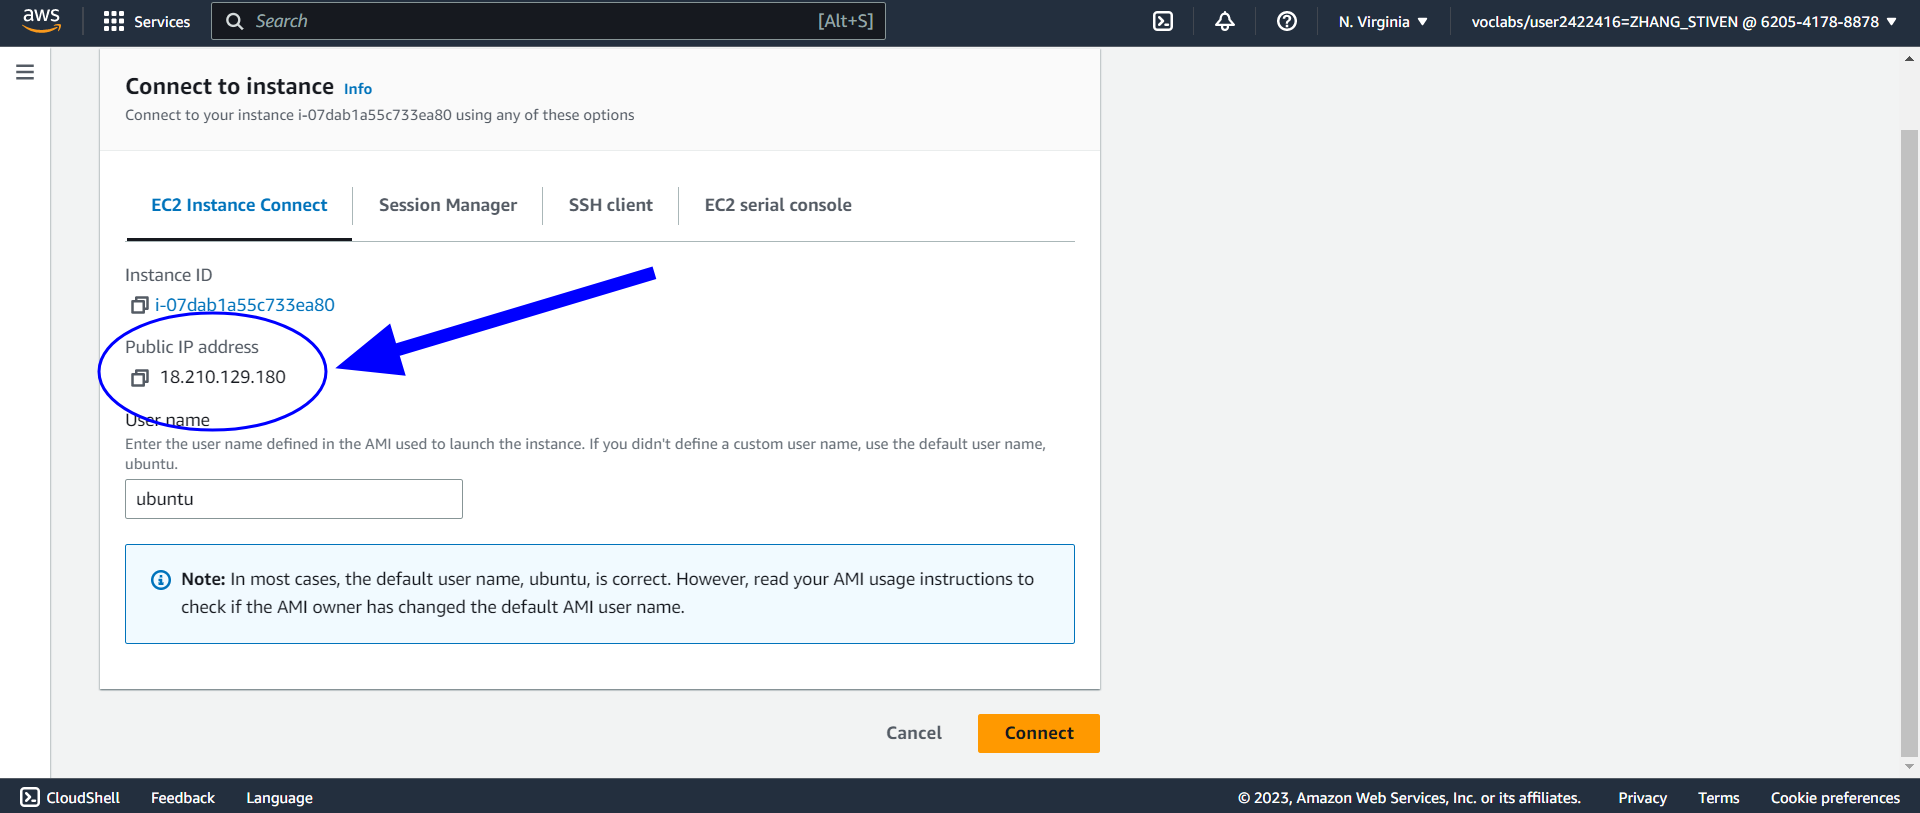 aws Services Search [Alt+S] N. Virginia voclabs/user2422416=ZHANG_STIVEN @ 6205-4178-8878
Connect to instance Info
Connect to your instance i-07dab1a55c733ea80 using any of these options
EC2 Instance Connect Session Manager SSH client EC2 serial console
Instance ID
i-07dab1a55c733ea80
Public IP address
18.210.129.180
User name
Enter the user name defined in the AMI used to launch the instance. If you didn't define a custom user name, use the default user name,
ubuntu.
ubuntu
Note: In most cases, the default user name, ubuntu, is correct. However, read your AMI usage instructions to
check if the AMI owner has changed the default AMI user name.
Cancel Connect
CloudShell Feedback Language © 2023, Amazon Web Services, Inc. or its affiliates. Privacy Terms Cookie preferences